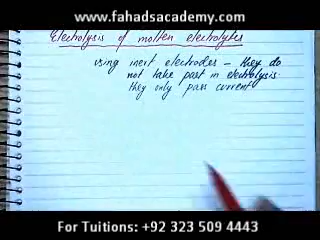 www.fahadsacademy.com
Electrolysis of molten electrolytes
using inert electrodes - they do
not take part in electrolysis.
they only pass current
For Tuitions: +92 323 509 4443